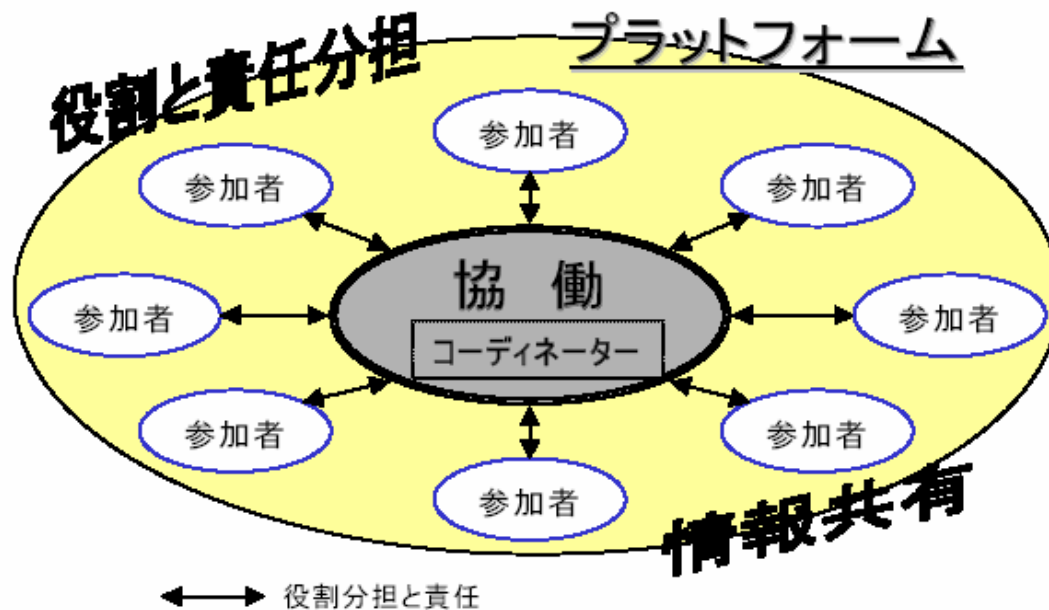 プラットフォーム
役割と責任分担
参加者
参加者
参加者
参加者
協 働
コーディネーター
参加者
参加者
参加者
参加者
情報共有
役割分担と責任